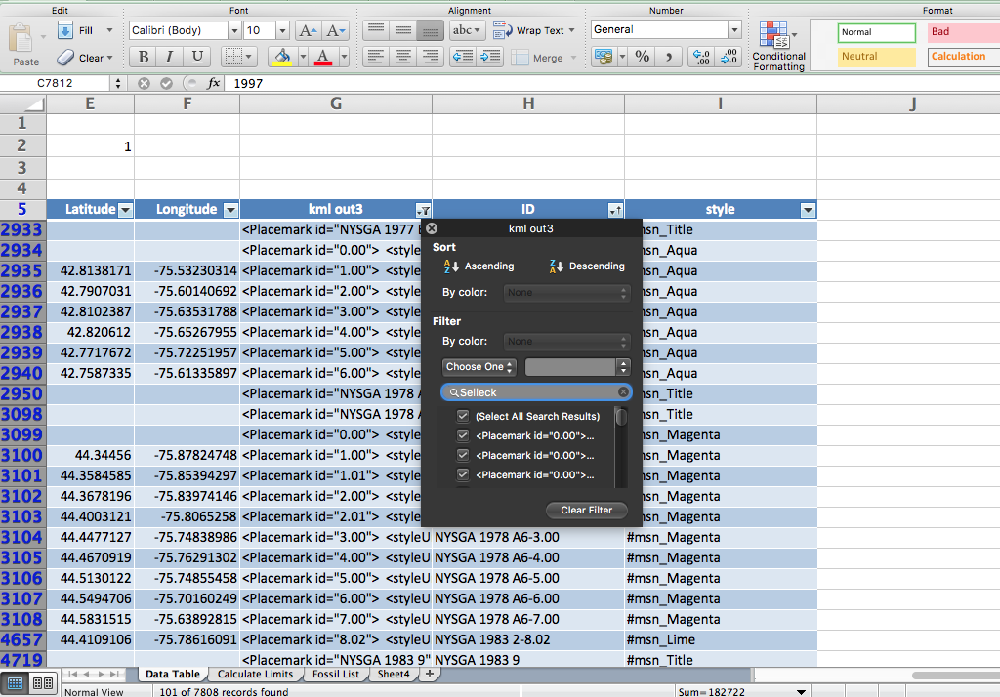 Edit Font Alignment Number Format
Fill Calibri (Body) 10 A A abc Wrap Text General Normal Bad
Paste Clear B I U A Merge % , .0 .00 .00 .0 Conditional Formatting Neutral Calculation
C7812 fx 1997
E F G H I J
1
2 1
3
4
5 Latitude Longitude kml out3 ID style
2933 <Placemark id="NYSGA 1977 msn_Title
2934 <Placemark id="0.00"> <style msn_Aqua
2935 42.8138171 -75.53230314 <Placemark id="1.00"> <style msn_Aqua
2936 42.7907031 -75.60140692 <Placemark id="2.00"> <style msn_Aqua
2937 42.8102387 -75.63531788 <Placemark id="3.00"> <style msn_Aqua
2938 42.820612 -75.65267955 <Placemark id="4.00"> <style msn_Aqua
2939 42.7717672 -75.72251957 <Placemark id="5.00"> <style msn_Aqua
2940 42.7587335 -75.61335897 <Placemark id="6.00"> <style msn_Aqua
2950 <Placemark id="NYSGA 1978 msn_Title
3098 <Placemark id="NYSGA 1978 msn_Title
3099 <Placemark id="0.00"> <style msn_Magenta
3100 44.34456 -75.87824748 <Placemark id="1.00"> <style msn_Magenta
3101 44.3584585 -75.85394297 <Placemark id="1.01"> <style msn_Magenta
3102 44.3678196 -75.83974146 <Placemark id="2.00"> <style msn_Magenta
3103 44.4003121 -75.8065258 <Placemark id="2.01"> <style msn_Magenta
3104 44.4477127 -75.74838986 <Placemark id="3.00"> <styleU NYSGA 1978 A6-3.00 #msn_Magenta
3105 44.4670919 -75.76291302 <Placemark id="4.00"> <styleU NYSGA 1978 A6-4.00 #msn_Magenta
3106 44.5130122 -75.74855458 <Placemark id="5.00"> <styleU NYSGA 1978 A6-5.00 #msn_Magenta
3107 44.5494706 -75.70160249 <Placemark id="6.00"> <styleU NYSGA 1978 A6-6.00 #msn_Magenta
3108 44.5831515 -75.63892815 <Placemark id="7.00"> <styleU NYSGA 1978 A6-7.00 #msn_Magenta
4657 44.4109106 -75.78616091 <Placemark id="8.02"> <styleU NYSGA 1983 2-8.02 #msn_Lime
4719 <Placemark id="NYSGA 1983 9" NYSGA 1983 9 #msn_Title
kml out3
Sort
A Z Ascending Z A Descending
By color: None
Filter
By color: None
Choose One
Selleck
(Select All Search Results)
<Placemark id="0.00">...
<Placemark id="0.00">...
<Placemark id="0.00">...
Clear Filter
Data Table Calculate Limits Fossil List Sheet4 +
Normal View 101 of 7808 records found Sum=182722